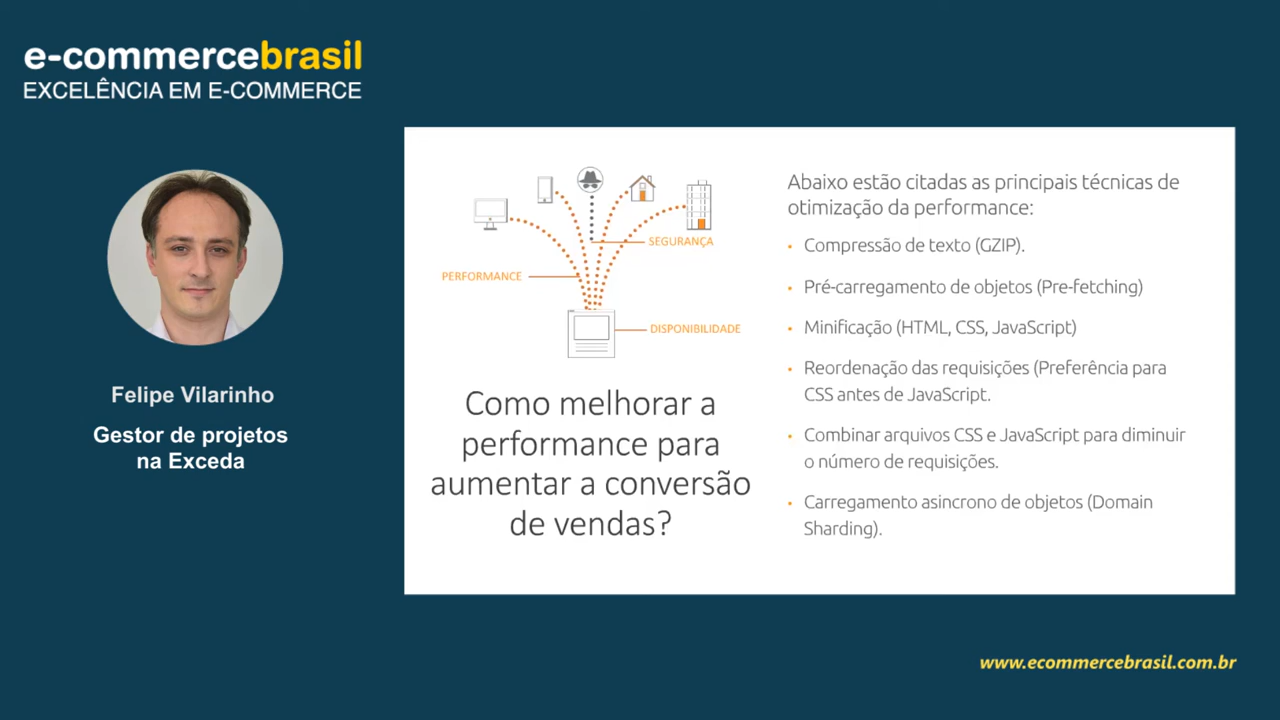 e-commercebrasil
EXCELÊNCIA EM E-COMMERCE
Felipe Vilarinho
Gestor de projetos
na Exceda
SEGURANÇA
PERFORMANCE
DISPONIBILIDADE
Como melhorar a
performance para
aumentar a conversão
de vendas?
Abaixo estão citadas as principais técnicas de
otimização da performance:
• Compressão de texto (GZIP).
• Pré-carregamento de objetos (Pre-fetching)
• Minificação (HTML, CSS, JavaScript)
• Reordenação das requisições (Preferência para
CSS antes de JavaScript.
• Combinar arquivos CSS e JavaScript para diminuir
o número de requisições.
• Carregamento asincrono de objetos (Domain
Sharding).
www.ecommercebrasil.com.br